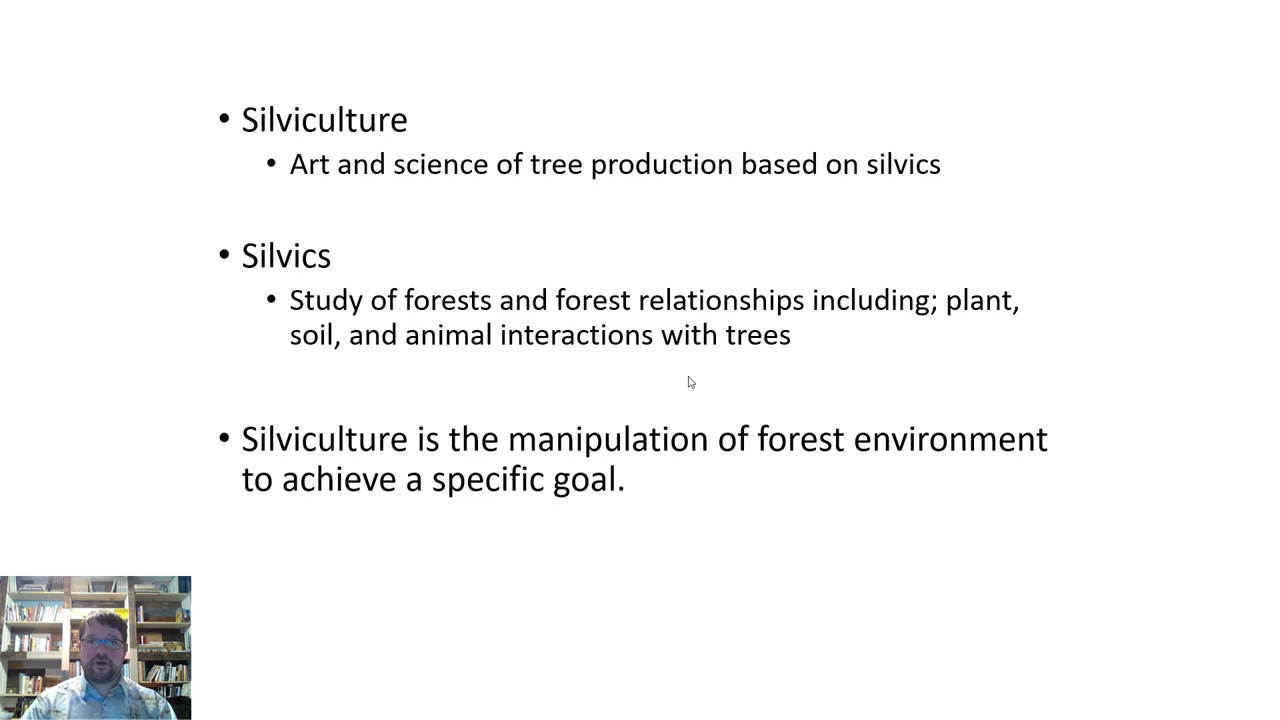 • Silviculture
• Art and science of tree production based on silvics
• Silvics
• Study of forests and forest relationships including; plant,
soil, and animal interactions with trees
• Silviculture is the manipulation of forest environment
to achieve a specific goal.